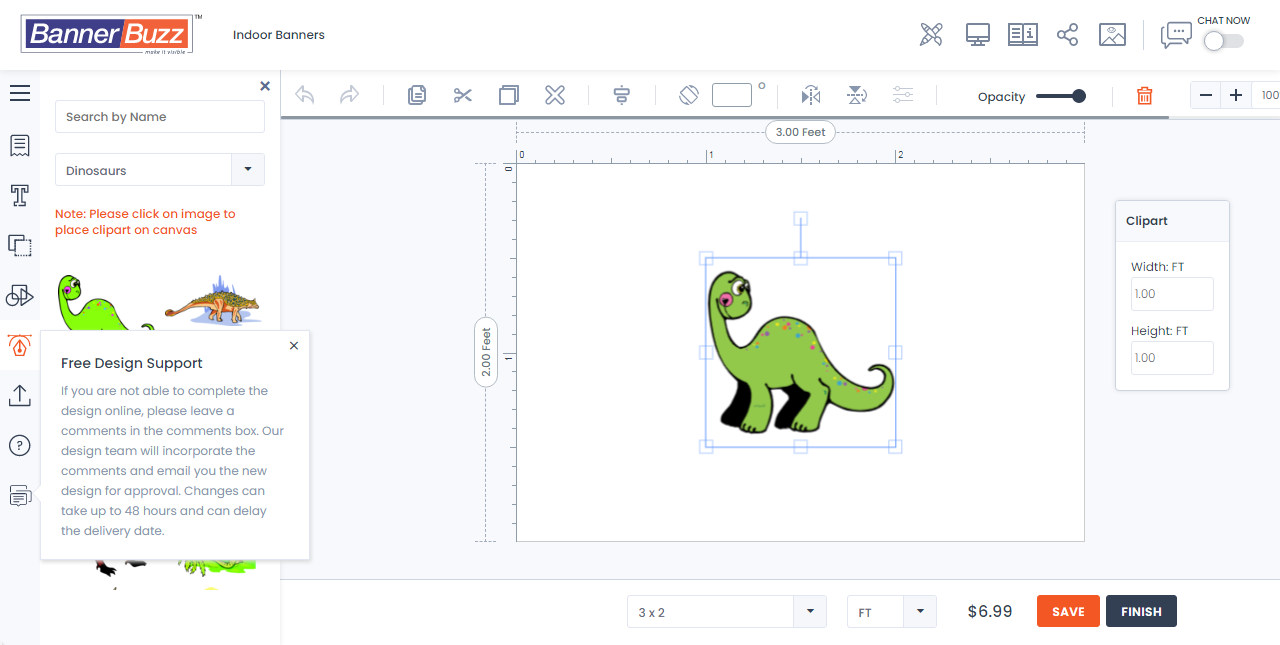 BannerBuzz™
make it visible
Indoor Banners
CHAT NOW
Search by Name
Dinosaurs
Note: Please click on image to
place clipart on canvas
Free Design Support
If you are not able to complete the
design online, please leave a
comments in the comments box. Our
design team will incorporate the
comments and email you the new
design for approval. Changes can
take up to 48 hours and can delay
the delivery date.
Opacity
100
3.00 Feet
0
1
2
0
1
2.00 Feet
Clipart
Width: FT
1.00
Height: FT
1.00
3 x 2
FT
$6.99
SAVE
FINISH